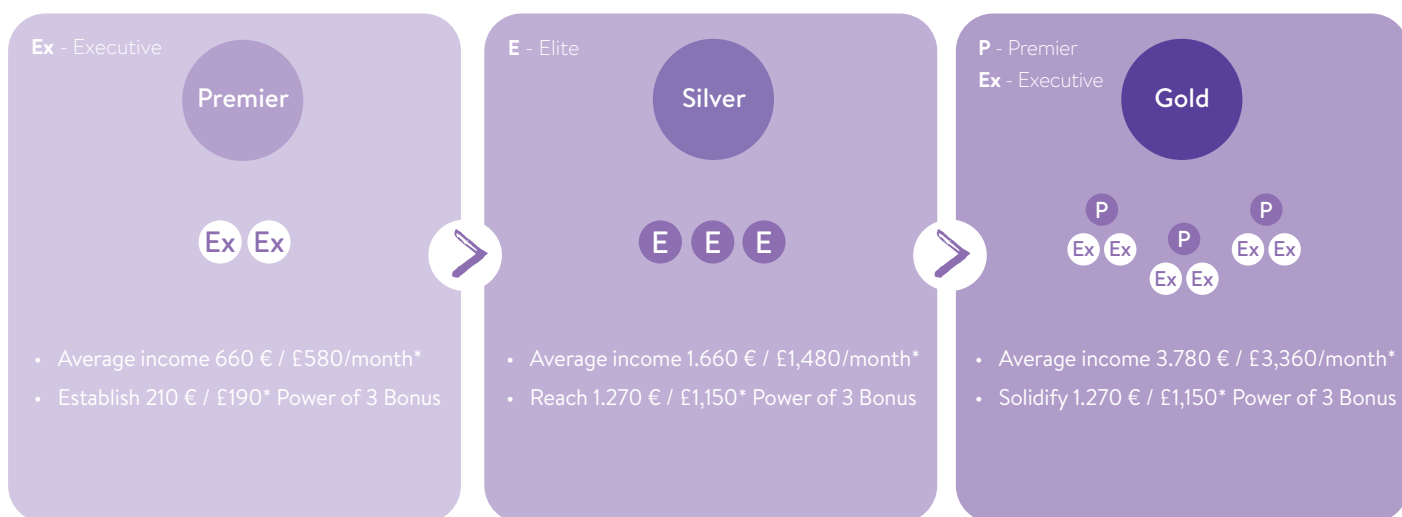 Ex - Executive
Premier
Ex Ex
• Average income 660 € / £580/month*
• Establish 210 € / £190* Power of 3 Bonus
E - Elite
Silver
E E E
• Average income 1.660 € / £1,480/month*
• Reach 1.270 € / £1,150* Power of 3 Bonus
P - Premier
Ex - Executive
Gold
P P P
Ex Ex Ex Ex Ex Ex
• Average income 3.780 € / £3,360/month*
• Solidify 1.270 € / £1,150* Power of 3 Bonus